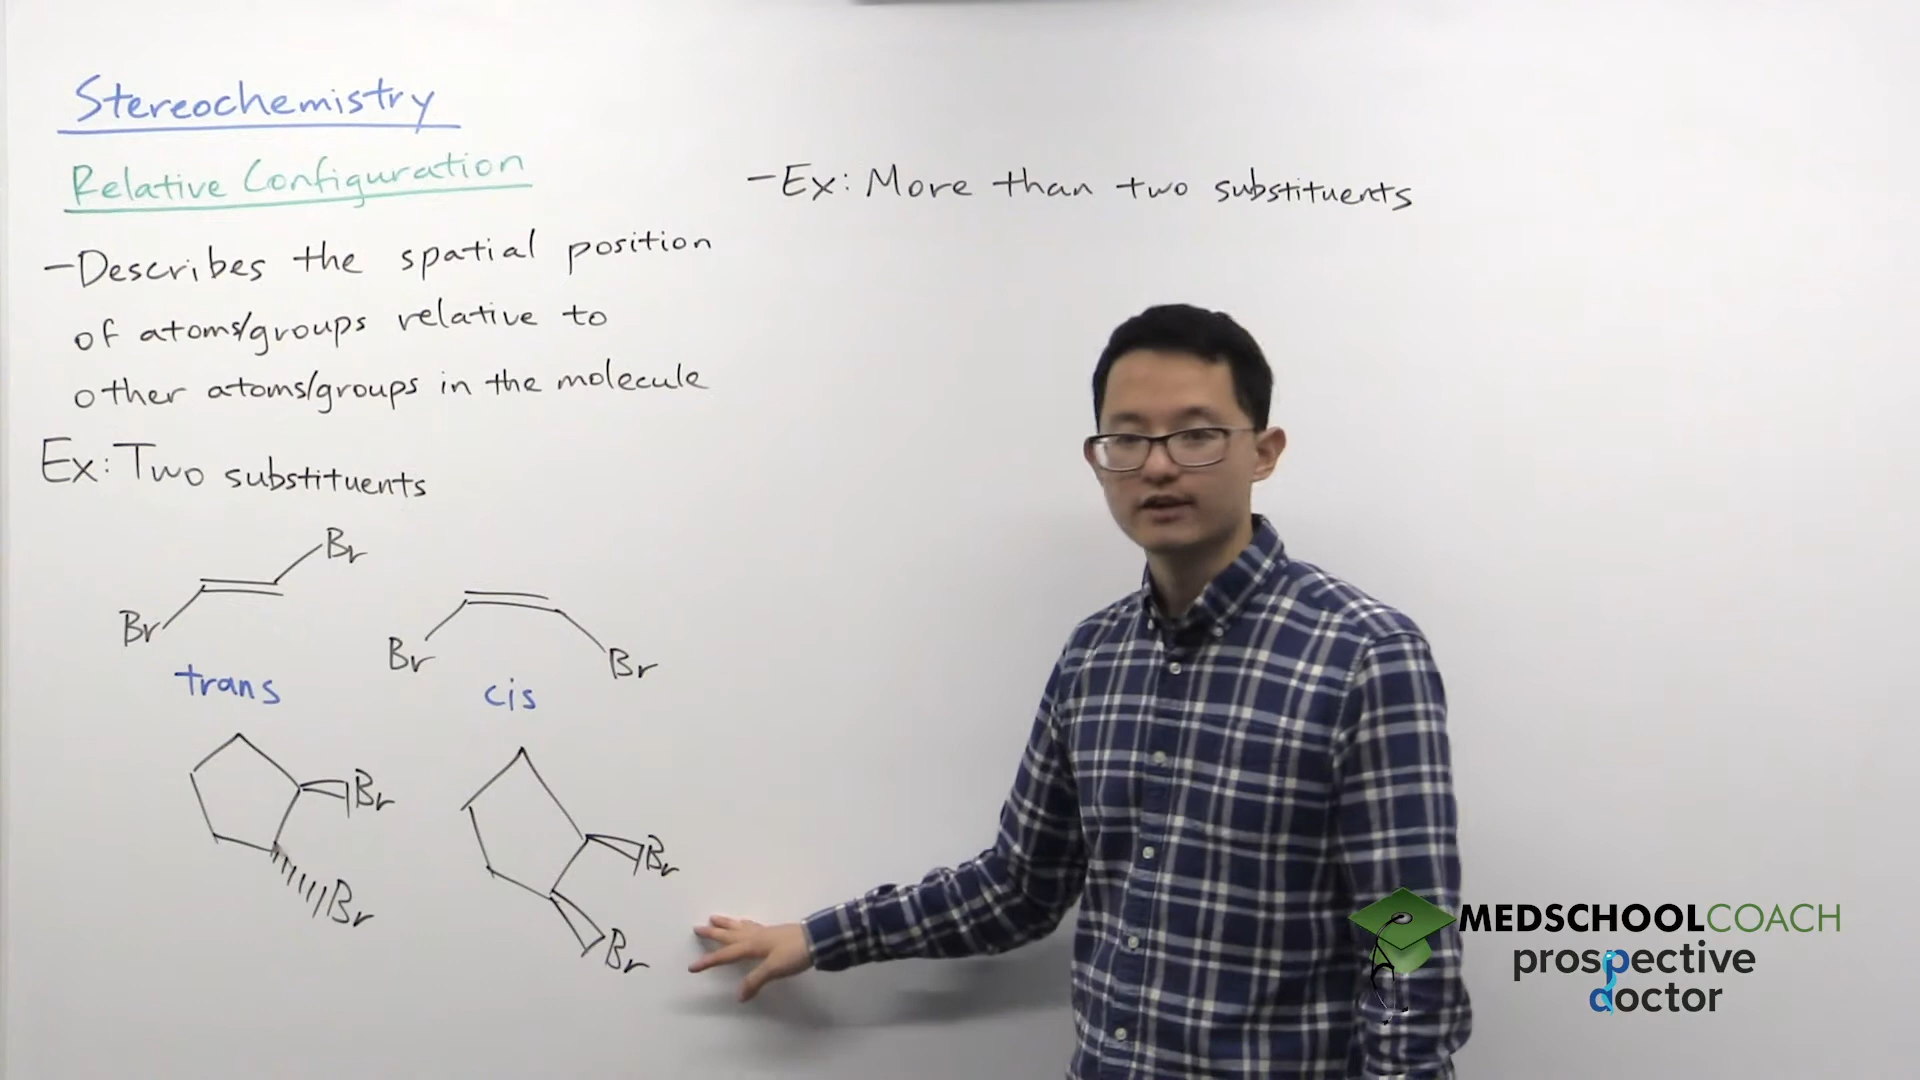 Stereochemistry
Relative Configuration
-Describes the spatial position
of atoms/groups relative to
other atoms/groups in the molecule
Ex: Two substituents
Br
Br
trans
Br
Br
cis
Br
Br
Br
Br
-Ex: More than two substituents
MEDSCHOOLCOACH
prospective
doctor